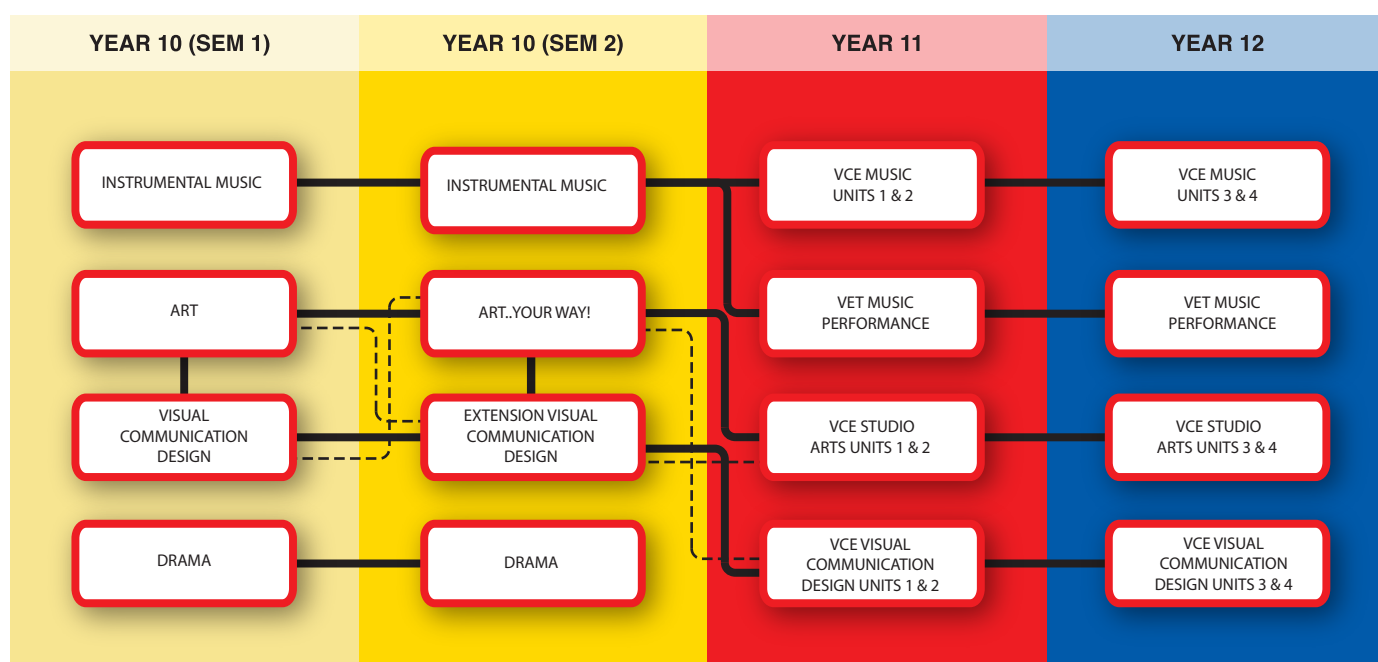 YEAR 10 (SEM 1)
YEAR 10 (SEM 2)
YEAR 11
YEAR 12
INSTRUMENTAL MUSIC
INSTRUMENTAL MUSIC
VCE MUSIC
UNITS 1 & 2
VCE MUSIC
UNITS 3 & 4
ART
ART..YOUR WAY!
VET MUSIC
PERFORMANCE
VET MUSIC
PERFORMANCE
VISUAL
COMMUNICATION
DESIGN
EXTENSION VISUAL
COMMUNICATION
DESIGN
VCE STUDIO
ARTS UNITS 1 & 2
VCE STUDIO
ARTS UNITS 3 & 4
DRAMA
DRAMA
VCE VISUAL
COMMUNICATION
DESIGN UNITS 1 & 2
VCE VISUAL
COMMUNICATION
DESIGN UNITS 3 & 4